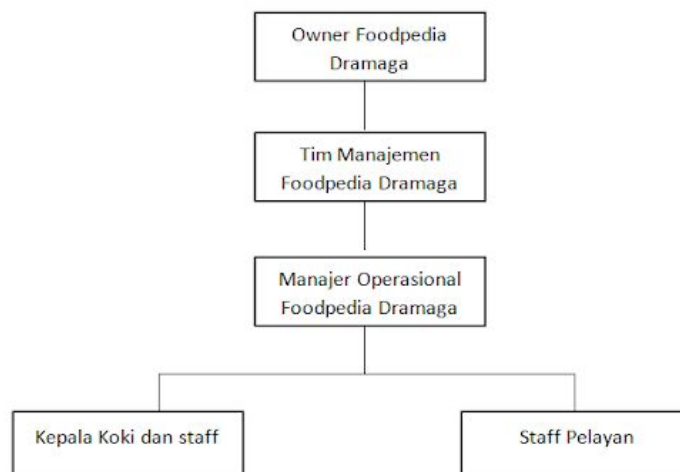 Owner Foodpedia
Dramaga
Tim Manajemen
Foodpedia Dramaga
Manajer Operasional
Foodpedia Dramaga
Kepala Koki dan staff
Staff Pelayan